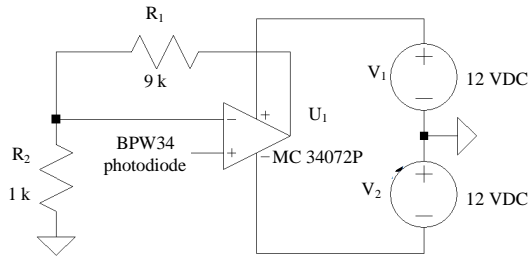 R1
9 k
V1
12 VDC
U1
BPW34
photodiode
MC 34072P
R2
1 k
V2
12 VDC